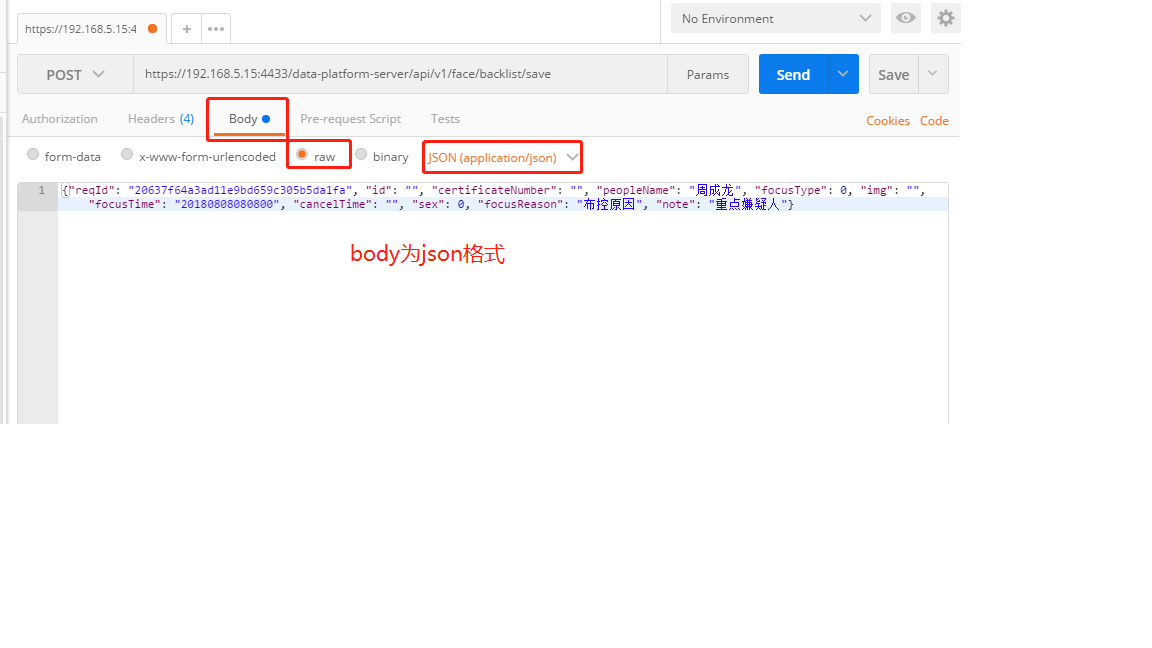 https://192.168.5.15:4
+
•••
No Environment
POST
https://192.168.5.15:4433/data-platform-server/api/v1/face/backlist/save
Params
Send
Save
Authorization
Headers (4)
Body
Pre-request Script
Tests
Cookies
Code
form-data
x-www-form-urlencoded
raw
binary
JSON (application/json)
1
{"reqId": "20637f64a3ad11e9bd659c305b5da1fa", "id": "", "certificateNumber": "", "peopleName": "周成龙", "focusType": 0, "img": "",
"focusTime": "20180808080800", "cancelTime": "", "sex": 0, "focusReason": "布控原因", "note": "重点嫌疑人"}
body为json格式